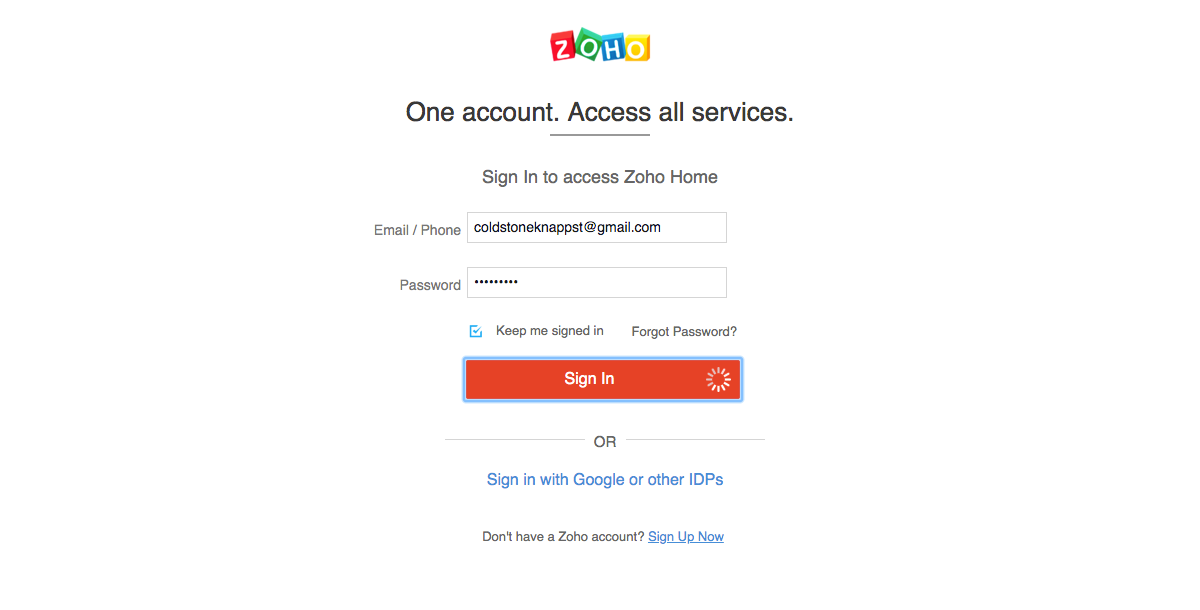 ZOHO
One account. Access all services.
Sign In to access Zoho Home
Email / Phone coldstoneknappst@gmail.com
Password •••••••••
Keep me signed in Forgot Password?
Sign In
OR
Sign in with Google or other IDPs
Don't have a Zoho account? Sign Up Now